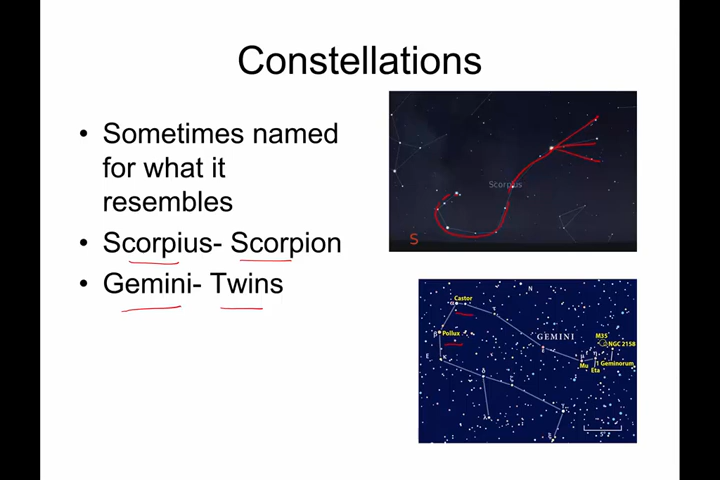 Constellations
• Sometimes named
for what it
resembles
• Scorpius- Scorpion
• Gemini- Twins
Scorpius
S
N
Castor
α
τ
β Pollux
GEMINI
M35
NGC 2158
ε
μ
η
1 Geminorum
Mu
Eta
κ
δ
ζ
λ
γ
ξ
5°